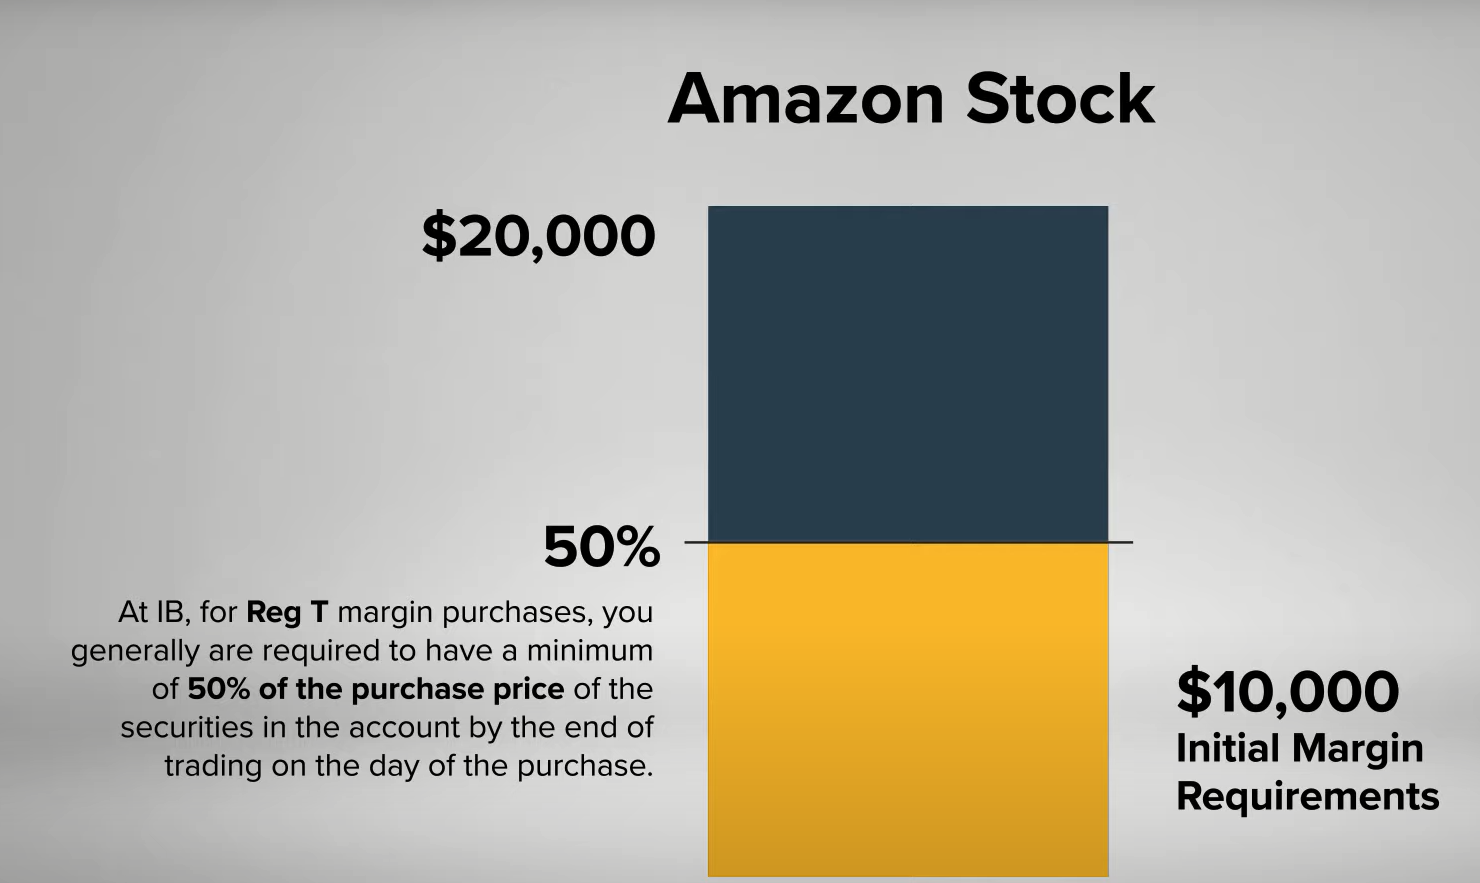 Amazon Stock
$20,000
50%
At IB, for Reg T margin purchases, you
generally are required to have a minimum
of 50% of the purchase price of the
securities in the account by the end of
trading on the day of the purchase.
$10,000
Initial Margin
Requirements